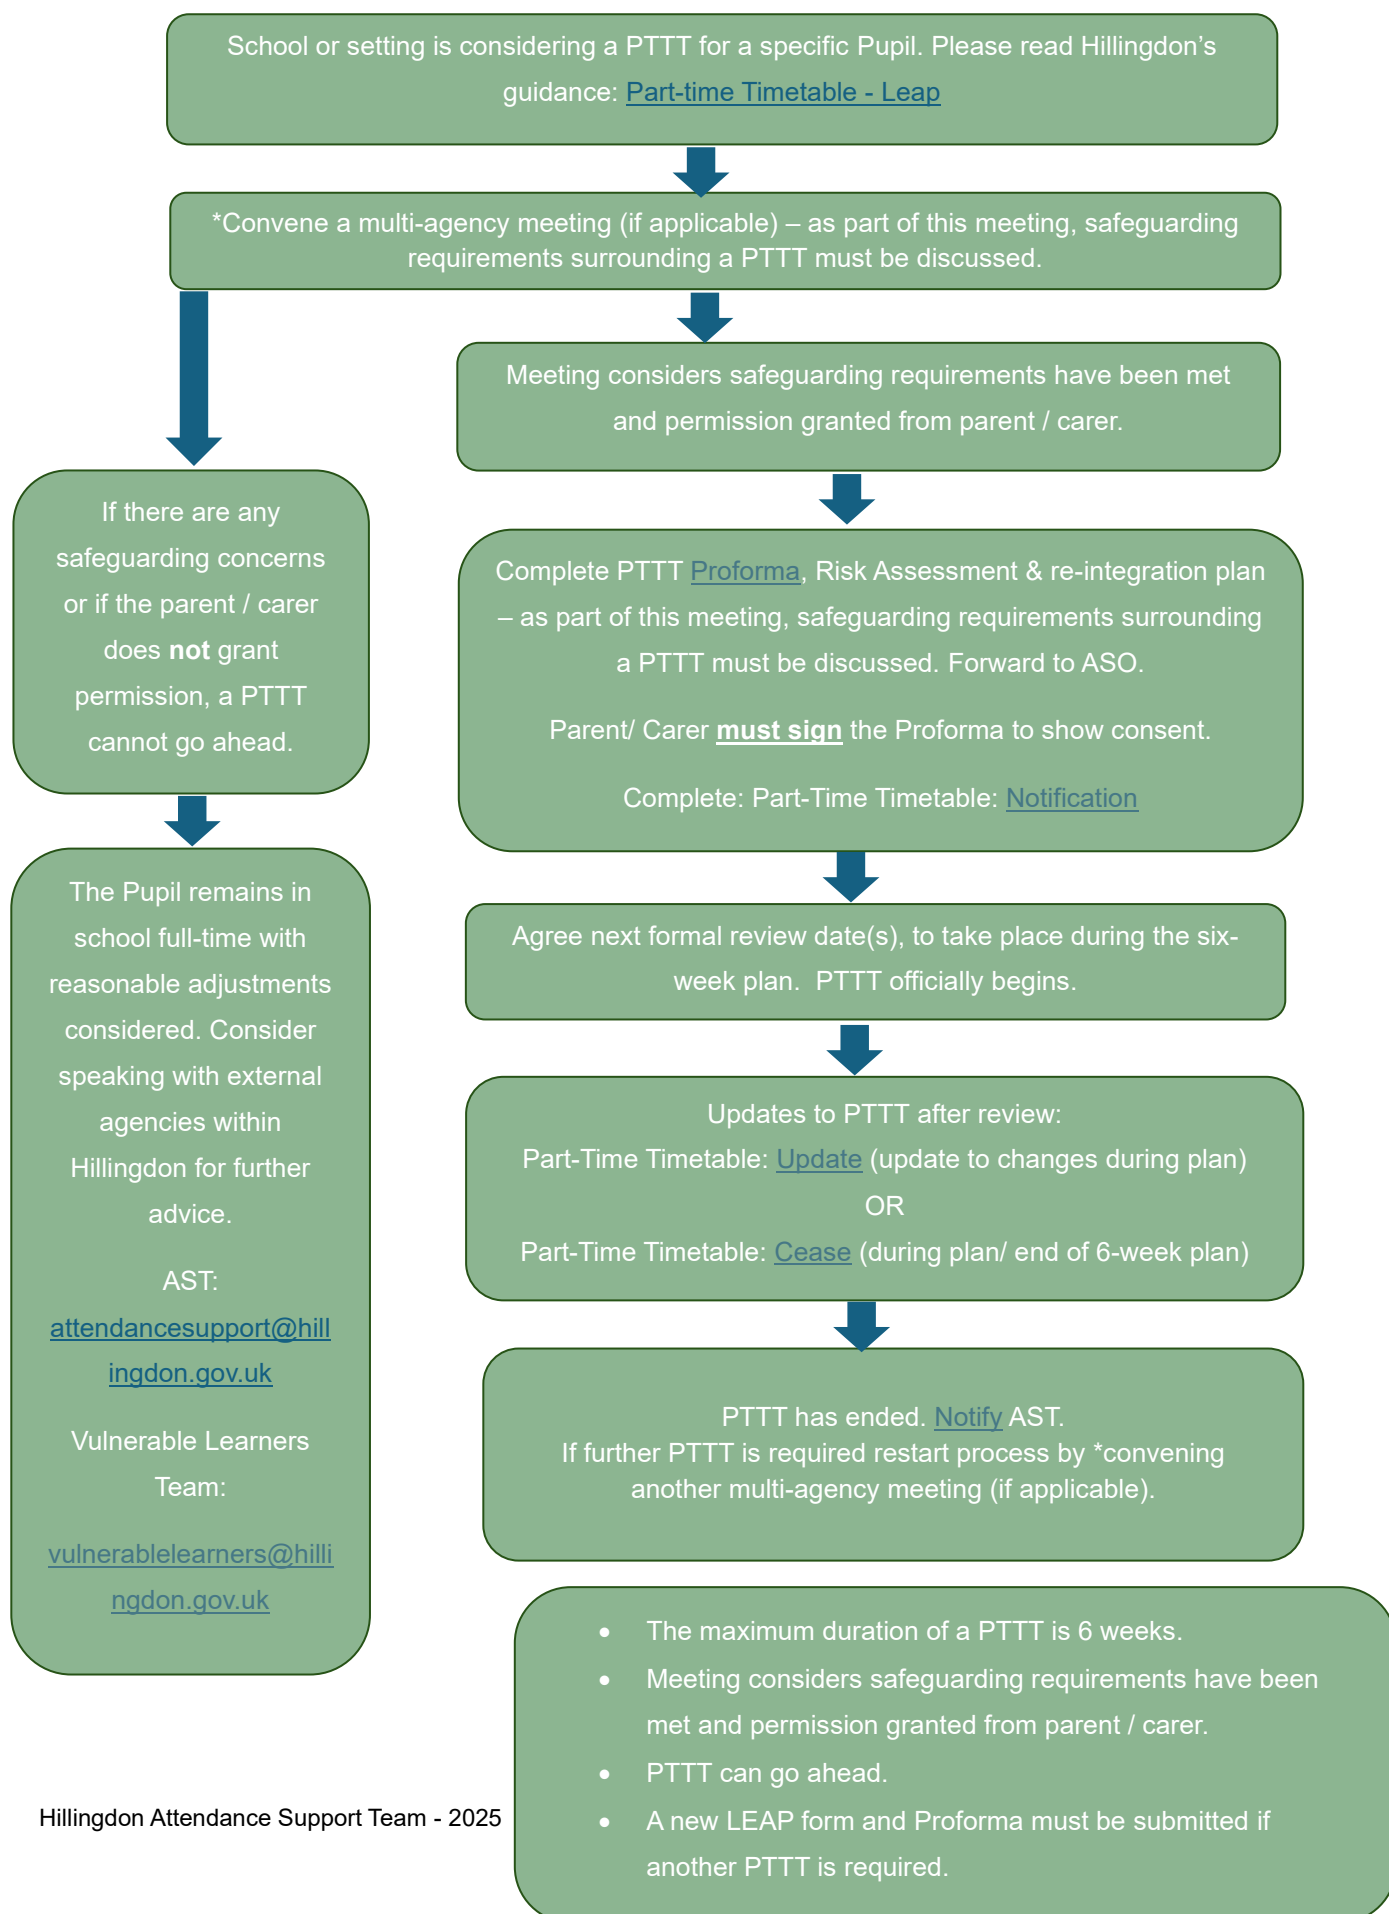 School or setting is considering a PTTT for a specific Pupil. Please read Hillingdon’s
guidance: Part-time Timetable - Leap
*Convene a multi-agency meeting (if applicable) – as part of this meeting, safeguarding
requirements surrounding a PTTT must be discussed.
Meeting considers safeguarding requirements have been met
and permission granted from parent / carer.
If there are any
safeguarding concerns
or if the parent / carer
does not grant
permission, a PTTT
cannot go ahead.
Complete PTTT Proforma, Risk Assessment & re-integration plan
– as part of this meeting, safeguarding requirements surrounding
a PTTT must be discussed. Forward to ASO.
Parent/ Carer must sign the Proforma to show consent.
Complete: Part-Time Timetable: Notification
The Pupil remains in
school full-time with
reasonable adjustments
considered. Consider
speaking with external
agencies within
Hillingdon for further
advice.
AST:
attendancesupport@hill
ingdon.gov.uk
Vulnerable Learners
Team:
vulnerablelearners@hilli
ngdon.gov.uk
Agree next formal review date(s), to take place during the six-
week plan.  PTTT officially begins.
Updates to PTTT after review:
Part-Time Timetable: Update (update to changes during plan)
OR
Part-Time Timetable: Cease (during plan/ end of 6-week plan)
PTTT has ended. Notify AST.
If further PTTT is required restart process by *convening
another multi-agency meeting (if applicable).
• The maximum duration of a PTTT is 6 weeks.
• Meeting considers safeguarding requirements have been
met and permission granted from parent / carer.
• PTTT can go ahead.
• A new LEAP form and Proforma must be submitted if
another PTTT is required.
Hillingdon Attendance Support Team - 2025